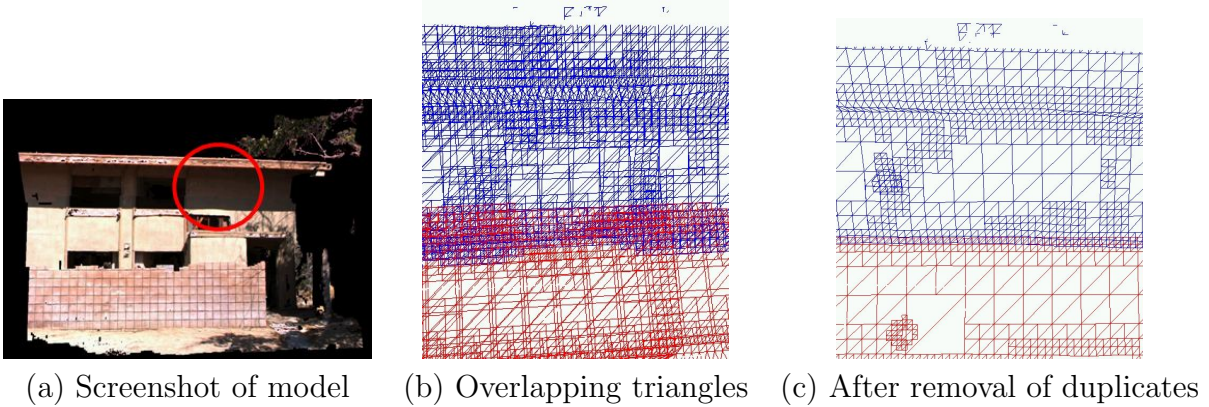 (a) Screenshot of model
(b) Overlapping triangles
(c) After removal of duplicates